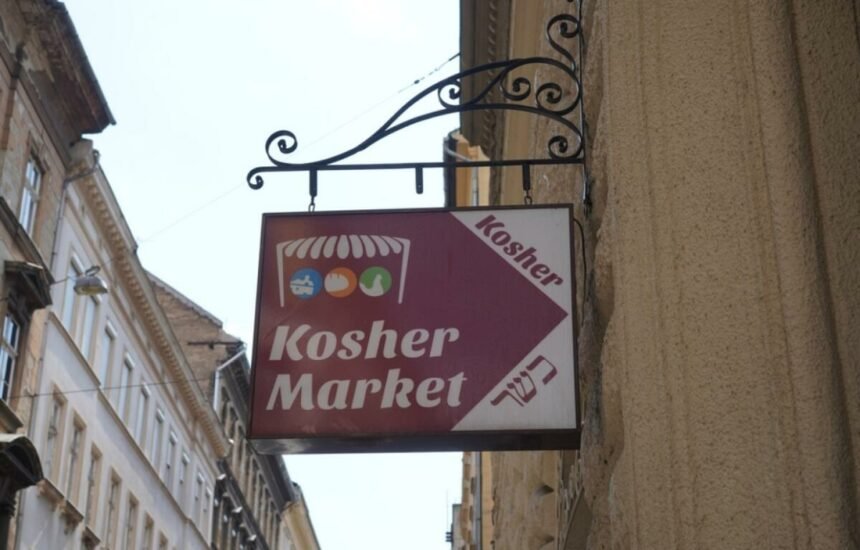 Kosher
Market
Kosher
כשר